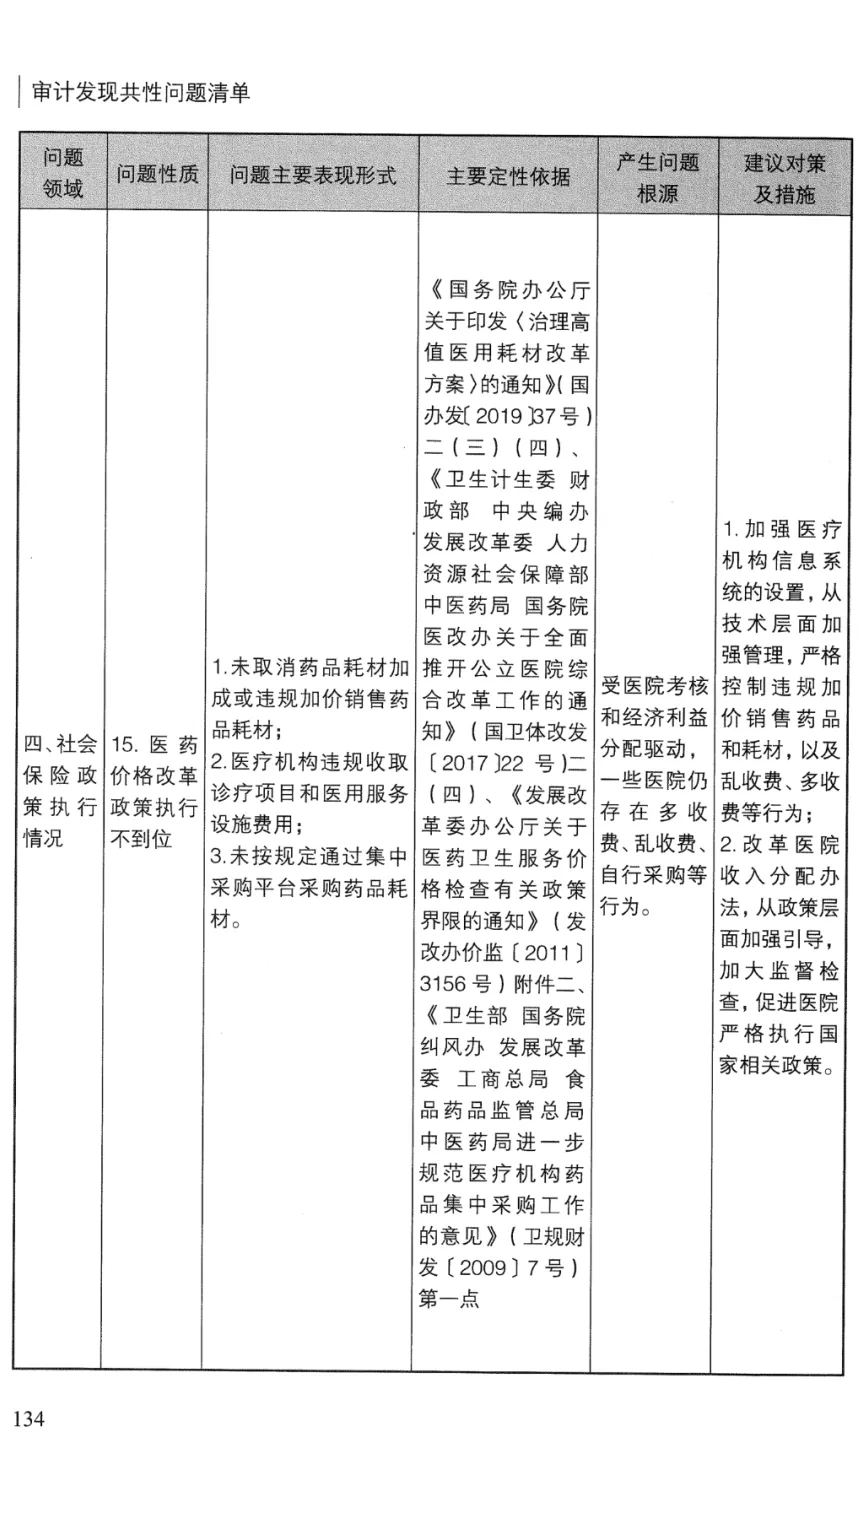 审计发现共性问题清单
问题
领域
问题性质
问题主要表现形式
主要定性依据
产生问题
根源
建议对策
及措施
四、社会
保险政
策执行
情况
15. 医药
价格改革
政策执行
不到位
1.未取消药品耗材加
成或违规加价销售药
品耗材；
2.医疗机构违规收取
诊疗项目和医用服务
设施费用；
3.未按规定通过集中
采购平台采购药品耗
材。
《国务院办公厅
关于印发〈治理高
值医用耗材改革
方案〉的通知》（国
办发〔2019〕37号）
二（三）（四）、
《卫生计生委 财
政部 中央编办
发展改革委 人力
资源社会保障部
中医药局 国务院
医改办关于全面
推开公立医院综
合改革工作的通
知》（国卫体改发
〔2017〕22 号）二
（四）、《发展改
革委办公厅关于
医药卫生服务价
格检查有关政策
界限的通知》（发
改办价监〔2011〕
3156 号）附件二、
《卫生部 国务院
纠风办 发展改革
委 工商总局 食
品药品监管总局
中医药局进一步
规范医疗机构药
品集中采购工作
的意见》（卫规财
发〔2009〕7 号）
第一点
受医院考核
和经济利益
分配驱动，
一些医院仍
存在多收
费、乱收费、
自行采购等
行为。
1.加强医疗
机构信息系
统的设置，从
技术层面加
强管理，严格
控制违规加
价销售药品
和耗材，以及
乱收费、多收
费等行为；
2.改革医院
收入分配办
法，从政策层
面加强引导，
加大监督检
查，促进医院
严格执行国
家相关政策。
134